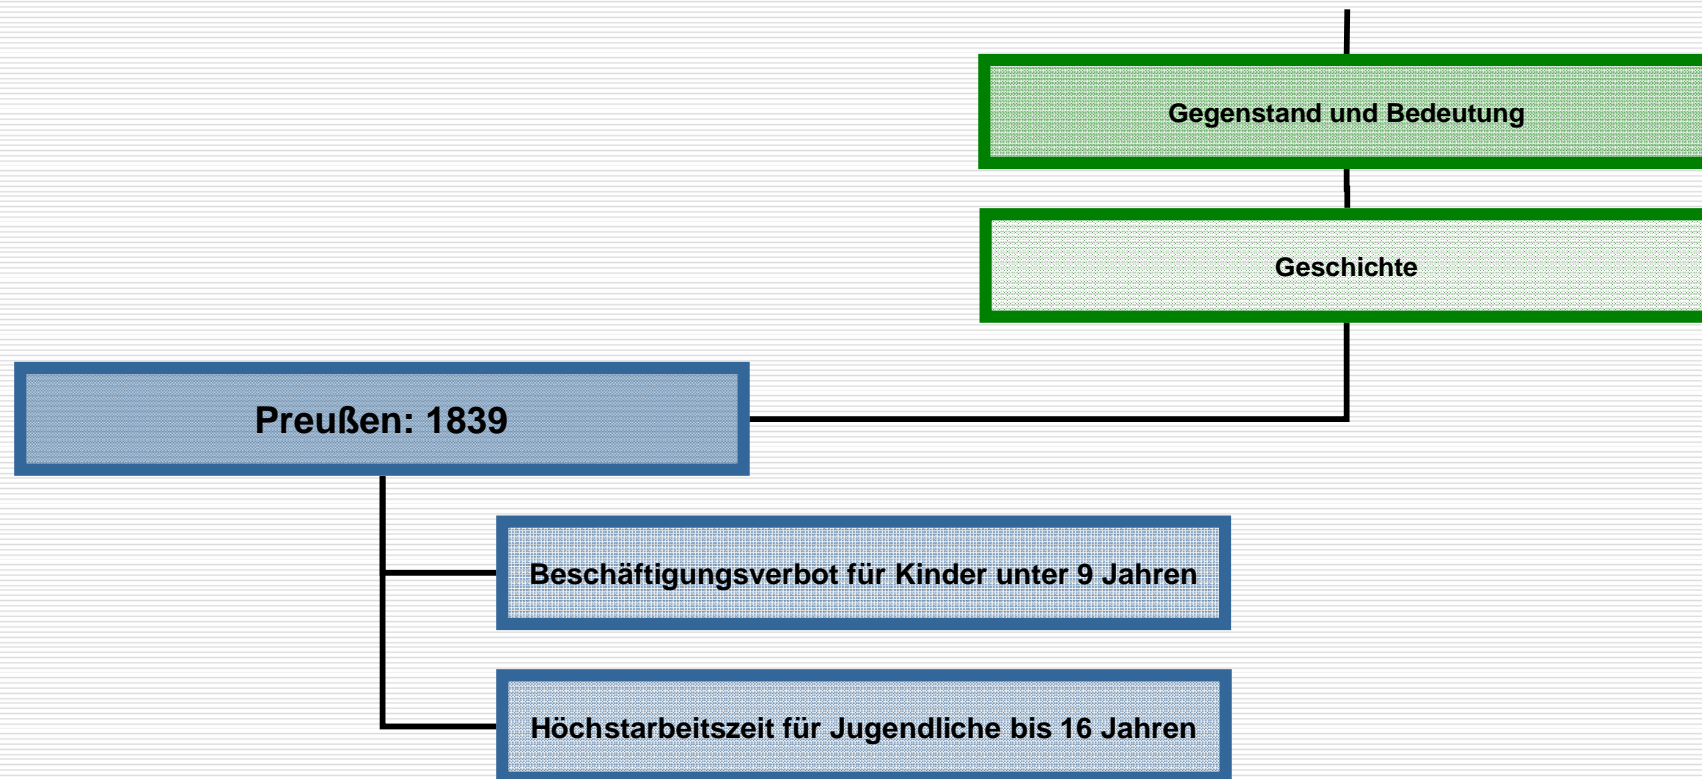 Gegenstand und Bedeutung
Geschichte
Preußen: 1839
Beschäftigungsverbot für Kinder unter 9 Jahren
Höchstarbeitszeit für Jugendliche bis 16 Jahren